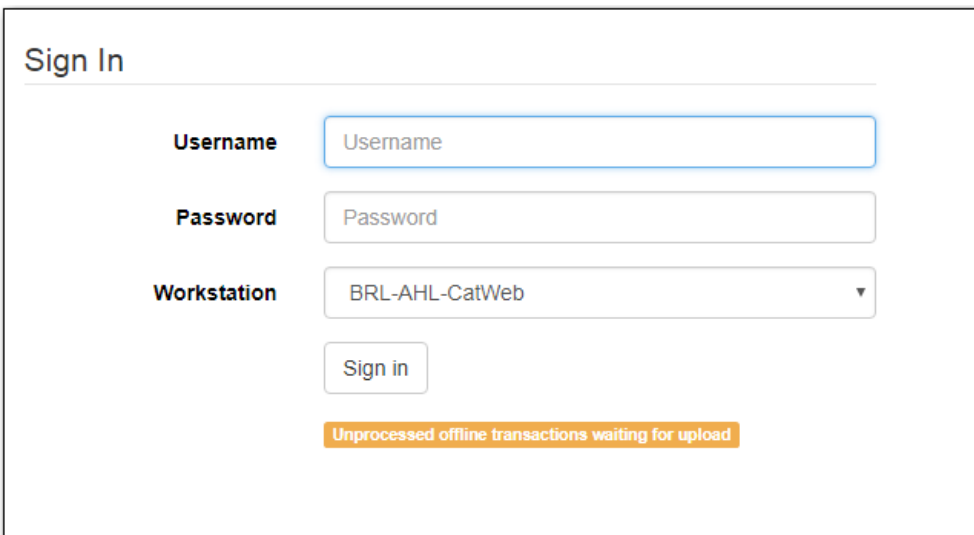 Sign In
Username Username
Password Password
Workstation BRL-AHL-CatWeb
Sign in
Unprocessed offline transactions waiting for upload